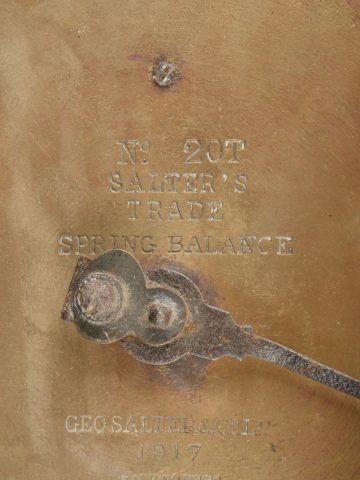 No. 20T
SALTER'S
TRADE
SPRING BALANCE
GEO SALTER & CO LTD
1917